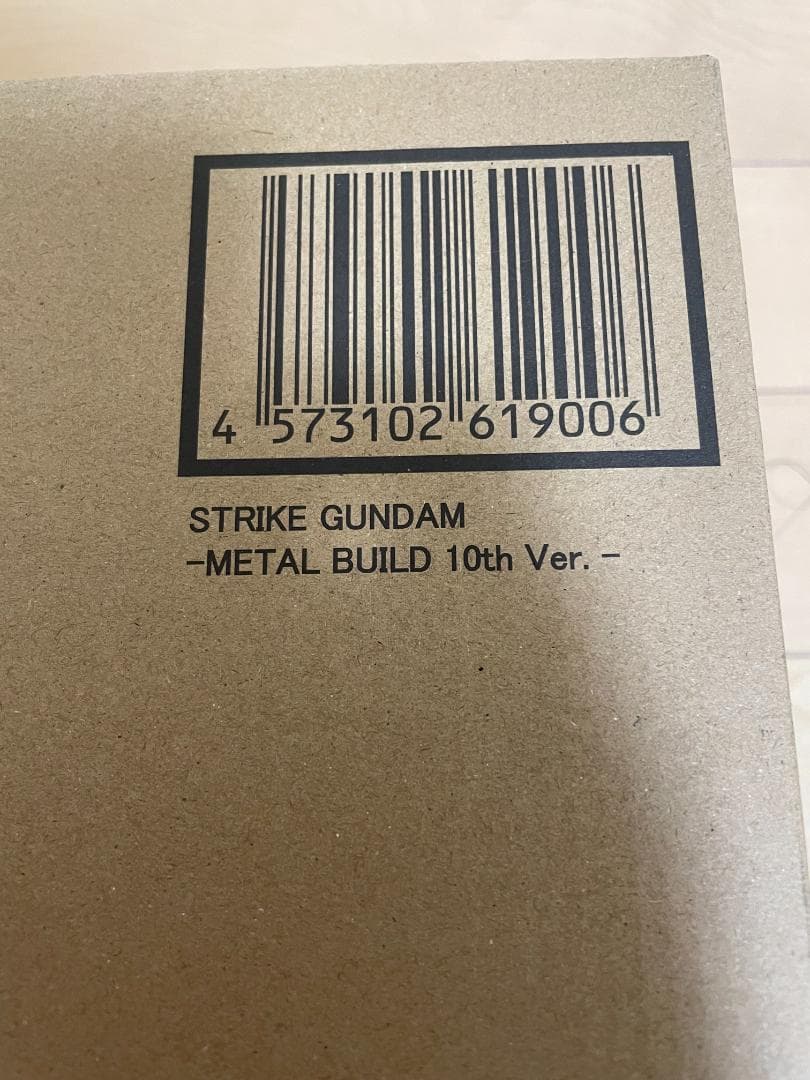 4 573102 619006
STRIKE GUNDAM
-METAL BUILD 10th Ver. -